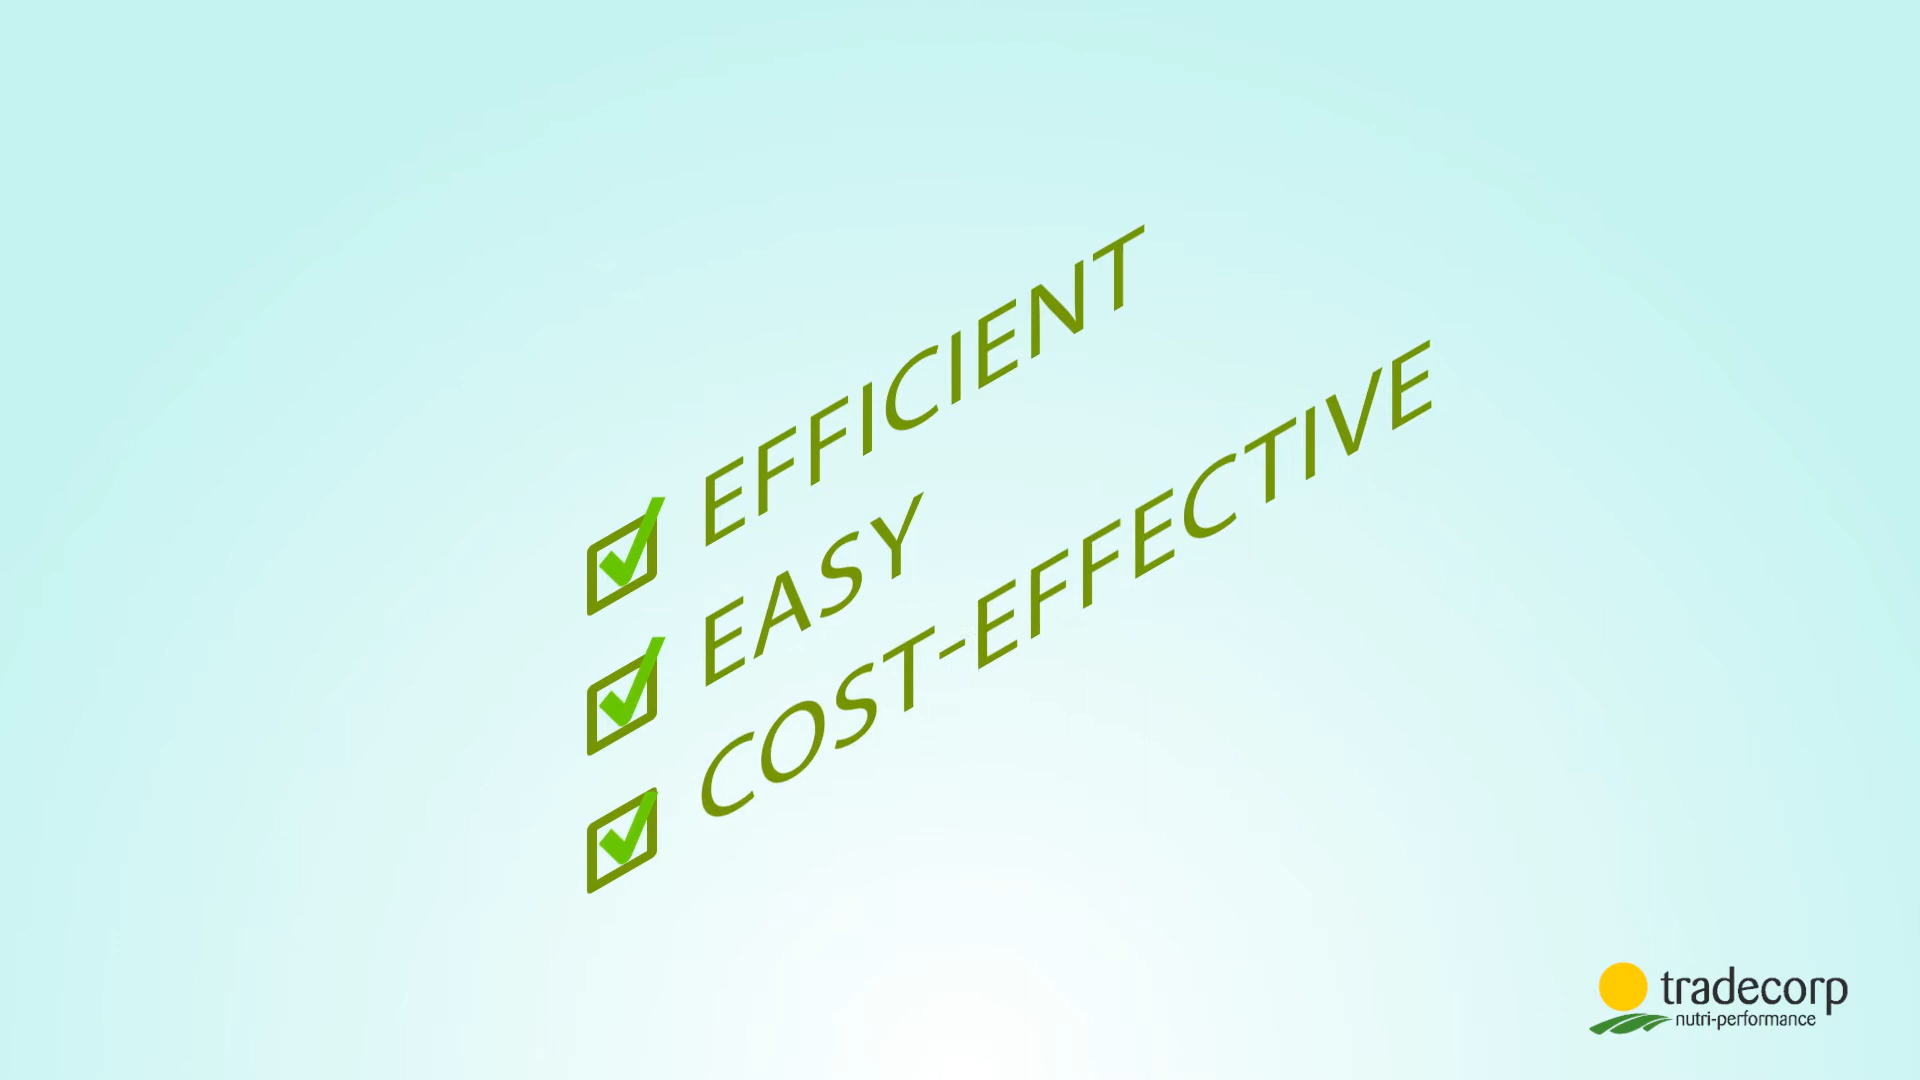 EFFICIENT
EASY
COST-EFFECTIVE
tradecorp
nutri-performance